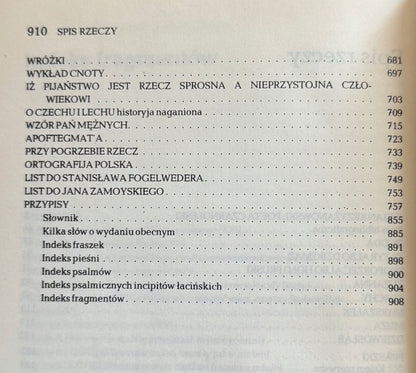 910 SPIS RZECZY
WRÓŻKI 681
WYKŁAD CNOTY 697
IŻ PIJAŃSTWO JEST RZECZ SPROSNA A NIEPRZYSTOJNA CZŁO-
WIEKOWI 703
O CZECHU I LECHU historyja naganiona 709
WZÓR PAŃ MĘŻNYCH. 715
APOFTEGMAT'A 723
PRZY POGRZEBIE RZECZ 733
ORTOGRAFIJA POLSKA 739
LIST DO STANISŁAWA FOGELWEDERA 749
LIST DO JANA ZAMOYSKIEGO 753
PRZYPISY 757
Słownik 855
Kilka słów o wydaniu obecnym 885
Indeks fraszek 891
Indeks pieśni 898
Indeks psalmów 900
Indeks psalmicznych incipitów łacińskich 904
Indeks fragmentów 908